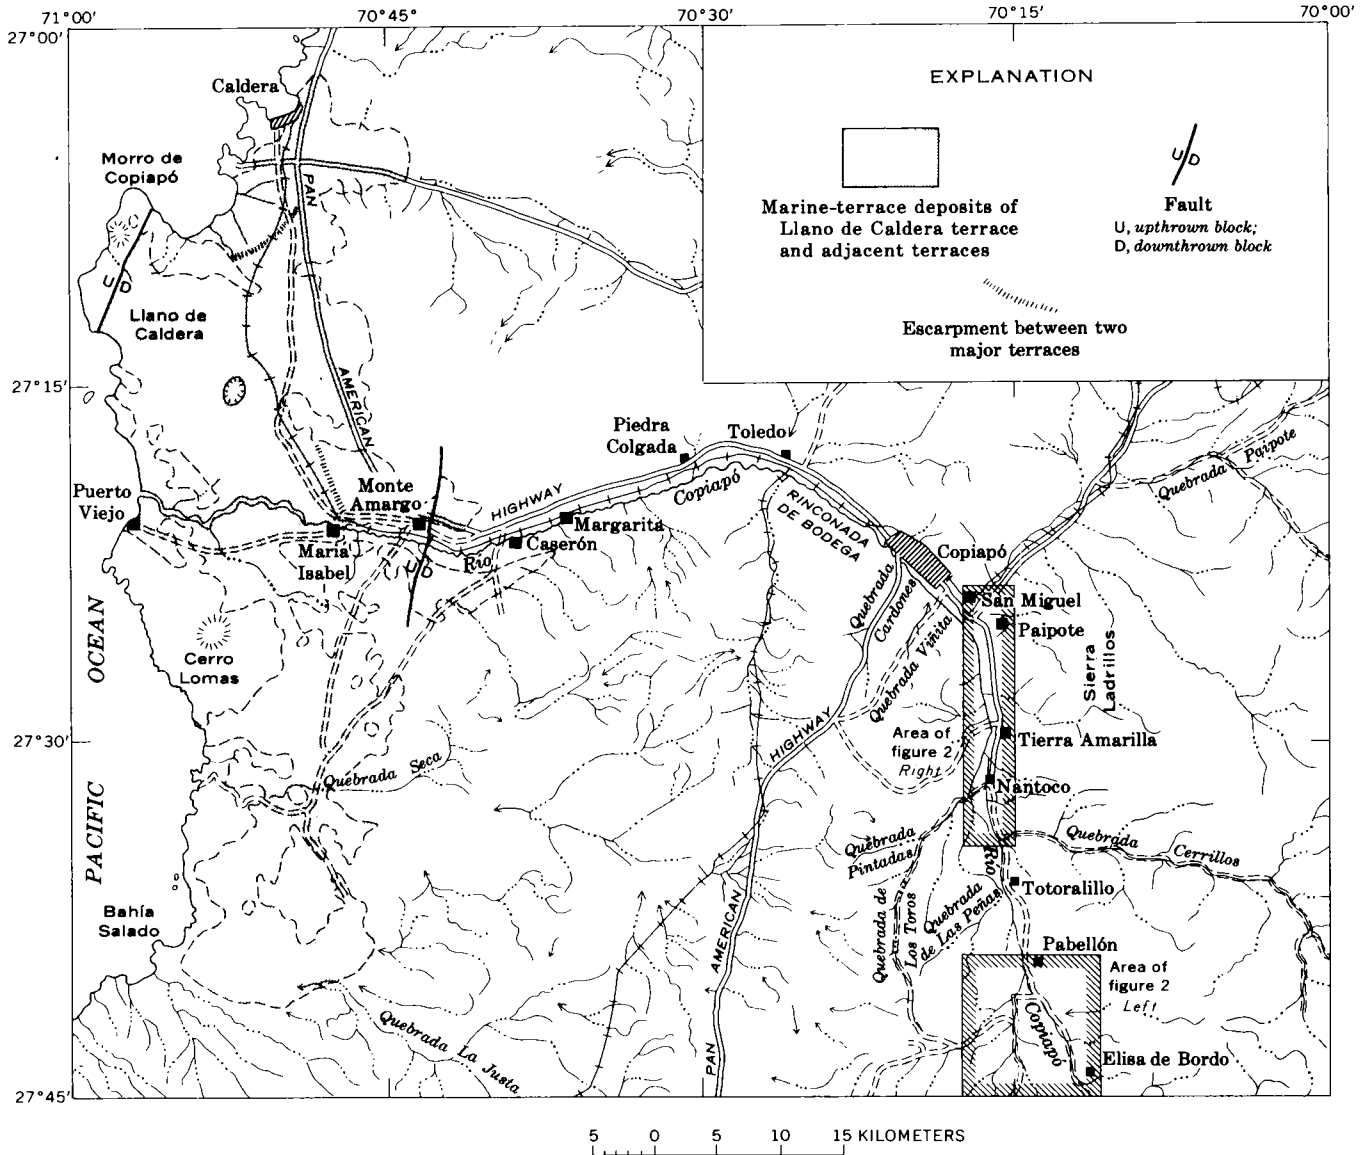 71°00'
70°45'
70°30'
70°15'
70°00'
27°00'
Caldera
EXPLANATION
Morro de
Copiapó
PAN
U/D
Marine-terrace deposits of
Llano de Caldera terrace
and adjacent terraces
Fault
U, upthrown block;
D, downthrown block
U/D
Llano de
Caldera
Escarpment between two
major terraces
27°15'
AMERICAN
Piedra
Colgada
Toledo
Quebrada Paipote
Puerto
Viejo
Monte
Amargo
HIGHWAY
Copiapó
RINCONADA
DE BODEGA
Margarita
Maria
Isabel
Río
Caserón
Copiapó
U/D
Quebrada
Cardones
San Miguel
Paipote
PACIFIC OCEAN
Cerro
Lomas
Quebrada Viñita
Sierra
Ladrillos
27°30'
HIGHWAY
Area of
figure 2
Right
Tierra Amarilla
Quebrada Seca
Nantoco
Quebrada
Pintadas
Quebrada
Cerrillos
Río
Totoralillo
Quebrada de
Los Toros
Quebrada
de Las Peñas
AMERICAN
Bahía
Salado
Pabellón
Area of
figure 2
Left
Copiapó
Quebrada La Justa
PAN
Elisa de Bordo
27°45'
5 0 5 10 15 KILOMETERS